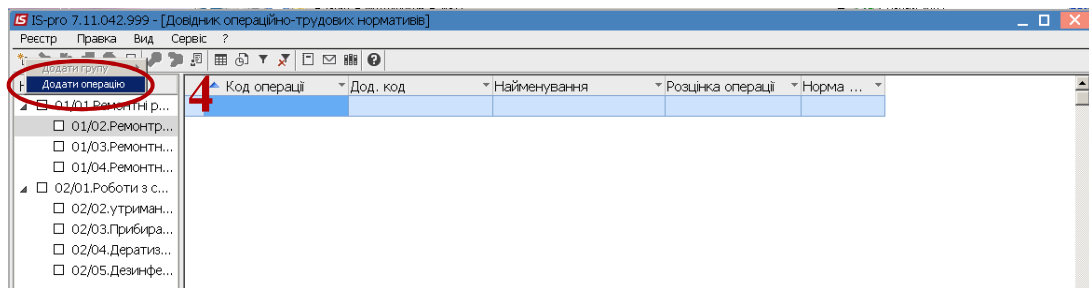 IS-pro 7.11.042.999 - [Довідник операційно-трудових нормативів]
Реєстр Правка Вид Сервіс ?
Додати групу
Додати операцію
4
Код операції Дод. код Найменування Розцінка операції Норма ...
01/01.Ремонтні р...
01/02.Ремонтр...
01/03.Ремонтн...
01/04.Ремонтн...
02/01.Роботи з с...
02/02.утриман...
02/03.Прибира...
02/04.Дератиз...
02/05.Дезинфе...